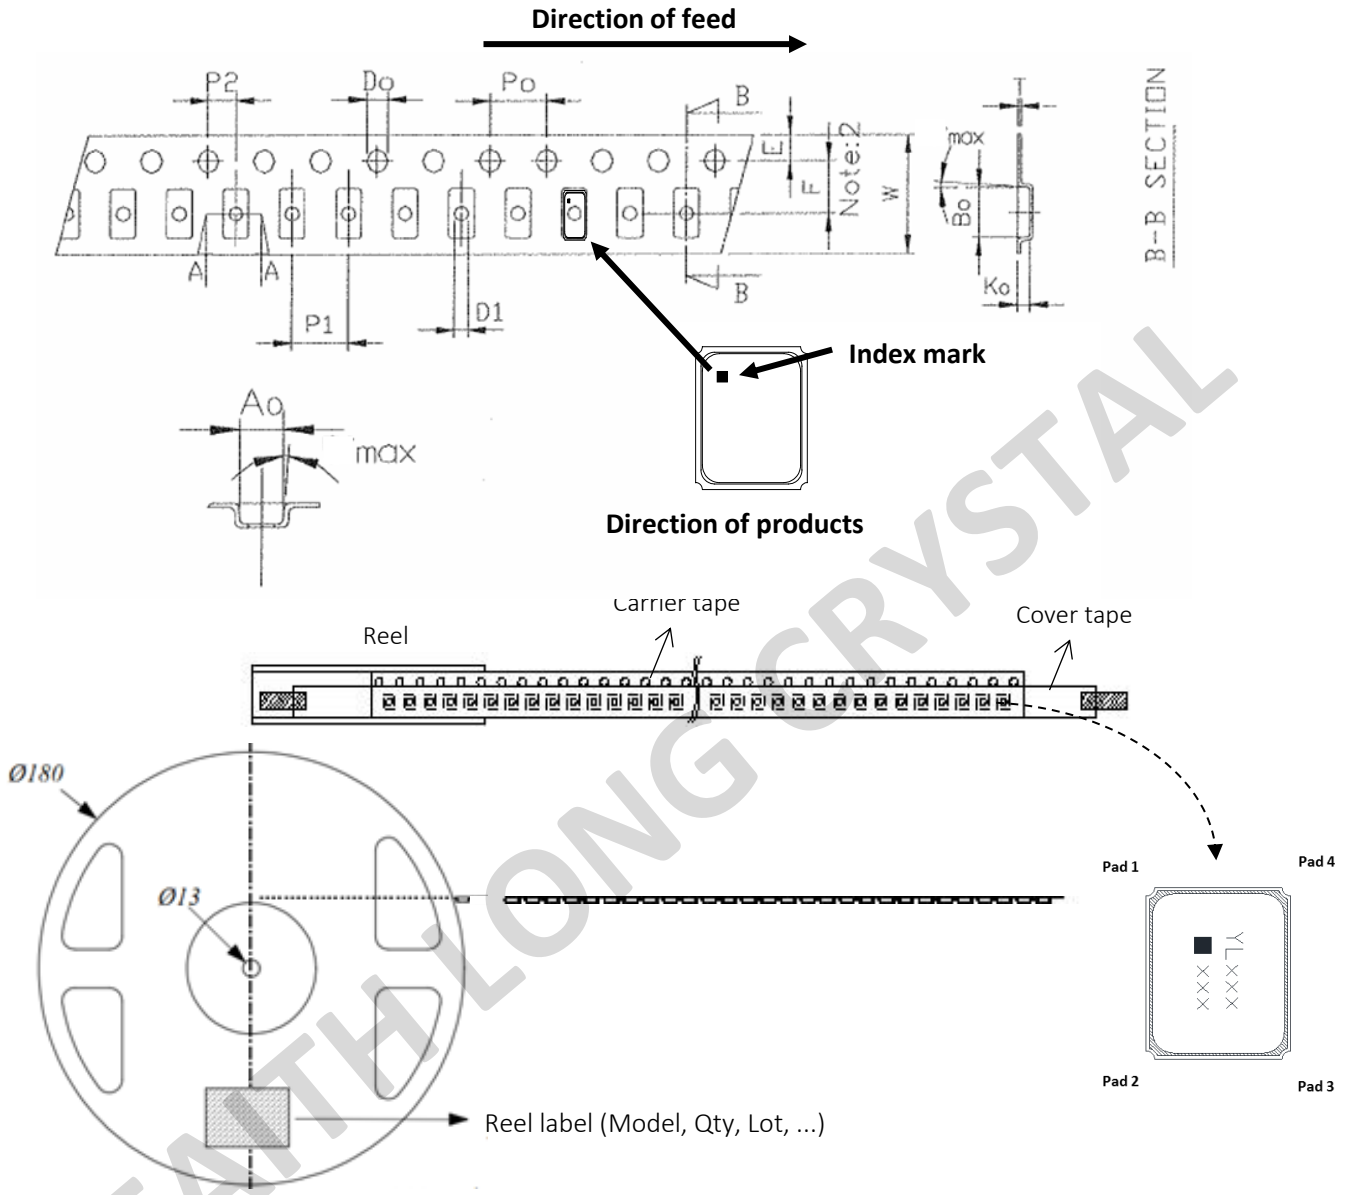 Direction of feed
P2
Do
Po
B
T
B-B SECTION
max
E
F
Note:2
W
Bo
A
A
B
Ko
D1
P1
Index mark
Ao
max
Direction of products
Carrier tape
Cover tape
Reel
Ø180
Ø13
Pad 1
Pad 4
YLXXX
XXX
Pad 2
Pad 3
Reel label (Model, Qty, Lot, ...)
FAITH LONG CRYSTAL